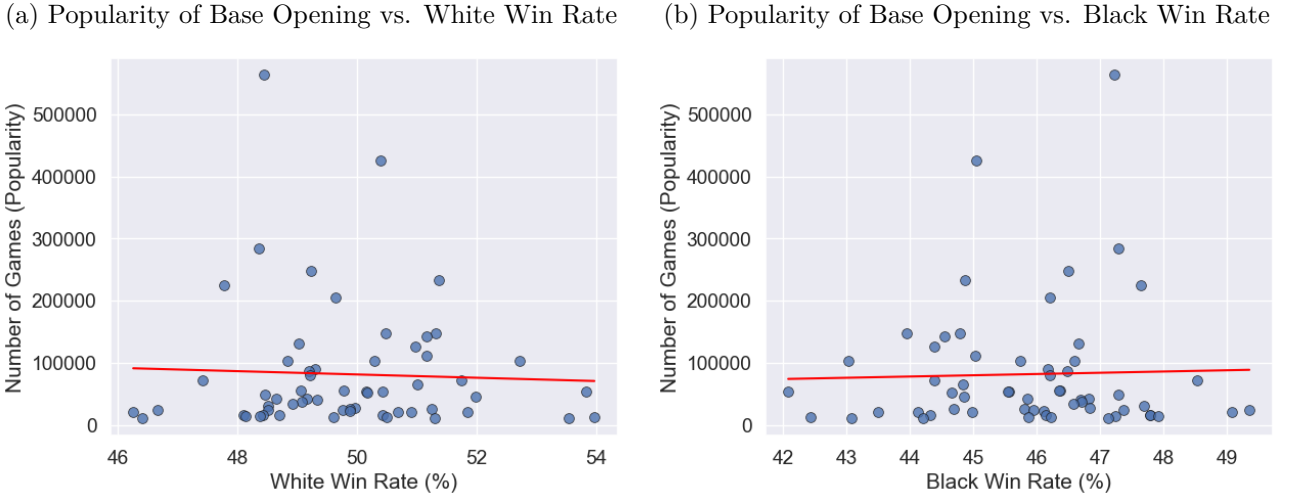 (a) Popularity of Base Opening vs. White Win Rate
Number of Games (Popularity)
500000
400000
300000
200000
100000
0
46 48 50 52 54
White Win Rate (%)
(b) Popularity of Base Opening vs. Black Win Rate
Number of Games (Popularity)
500000
400000
300000
200000
100000
0
42 43 44 45 46 47 48 49
Black Win Rate (%)